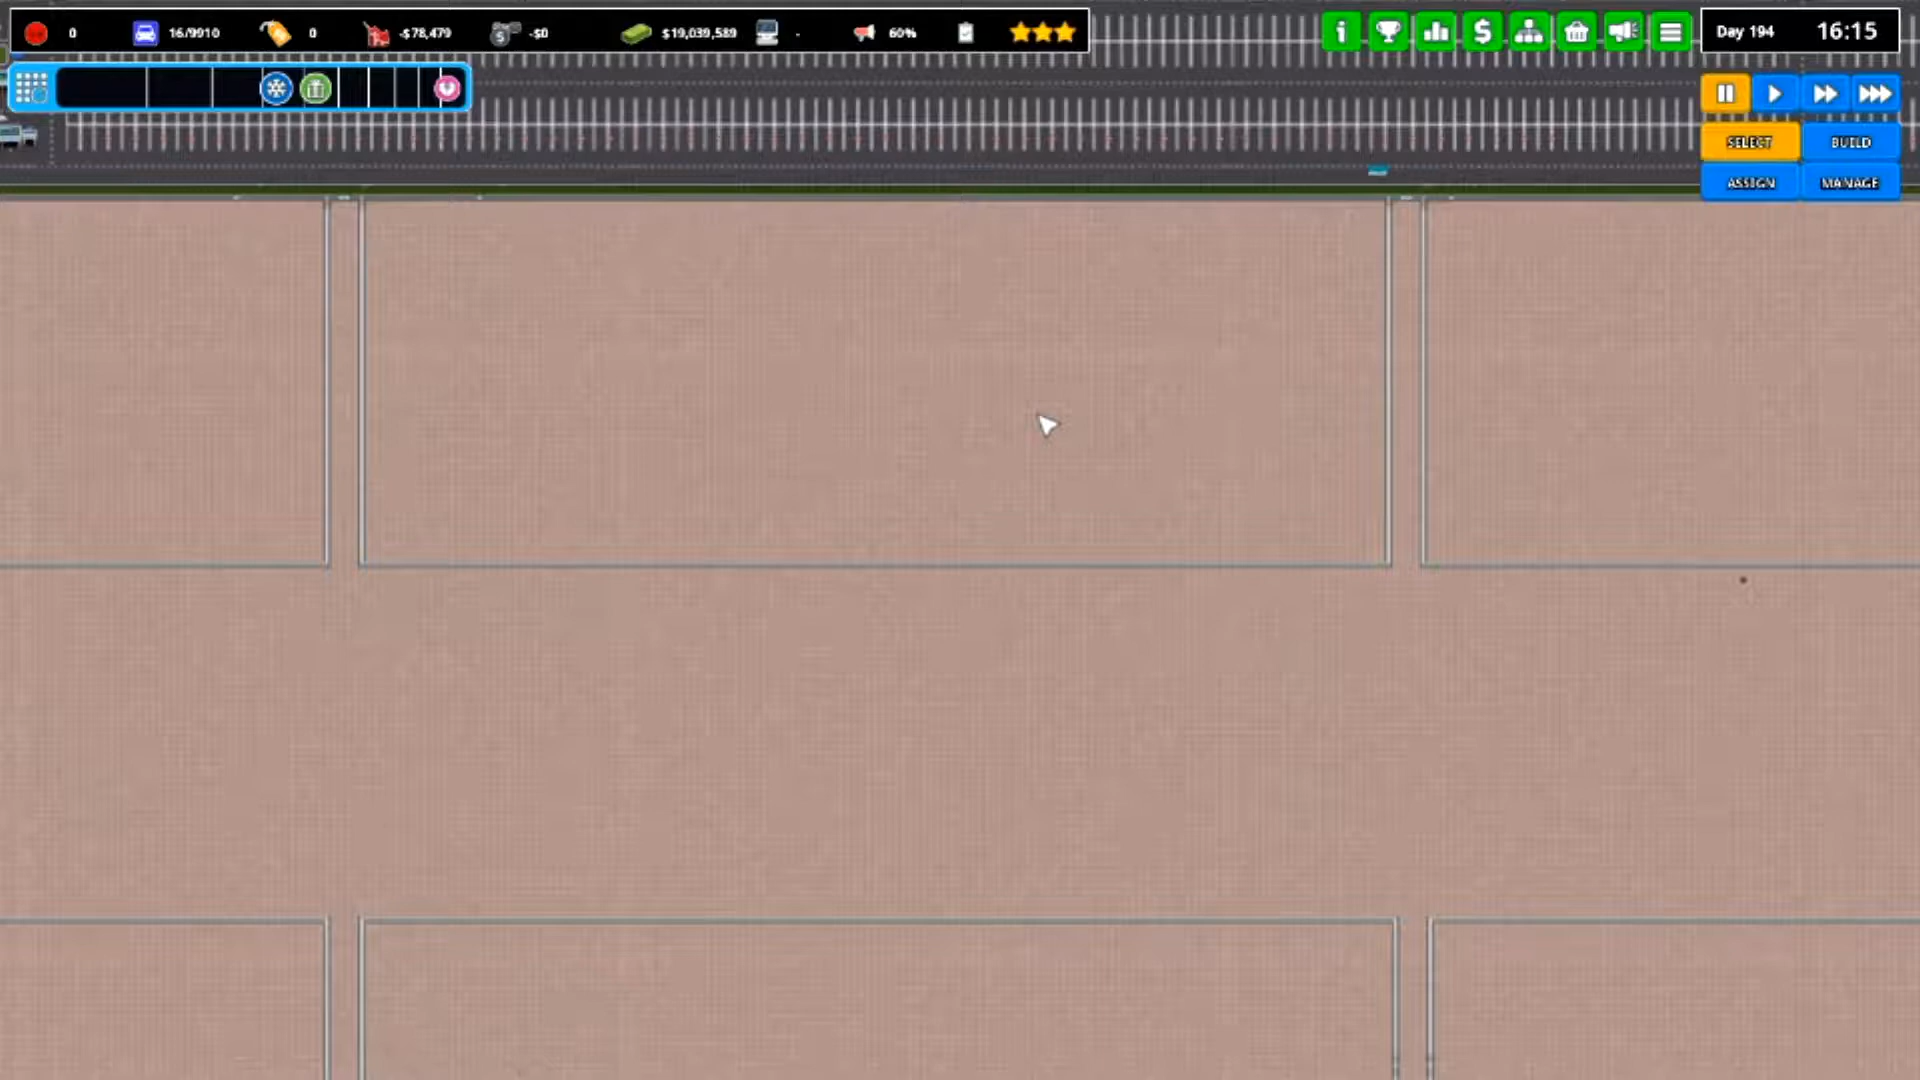 0 16/9910 0 -$78,479 -$0 $19,039,589 - 60%
Day 194 16:15
SELECT BUILD
ASSIGN MANAGE